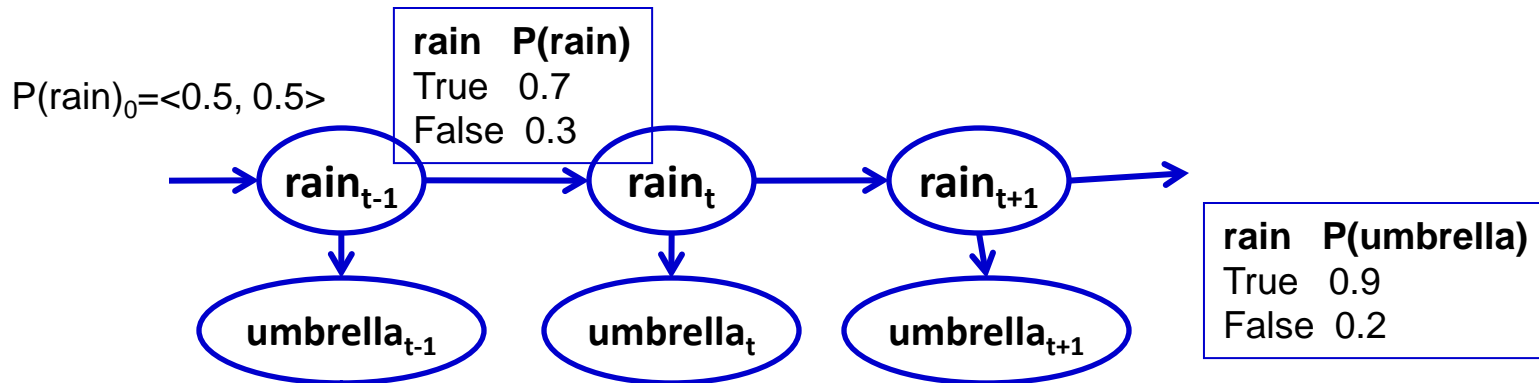 P(rain)₀=<0.5, 0.5>
rain P(rain)
True 0.7
False 0.3
rainₜ₋₁
rainₜ
rainₜ₊₁
umbrellaₜ₋₁
umbrellaₜ
umbrellaₜ₊₁
rain P(umbrella)
True 0.9
False 0.2